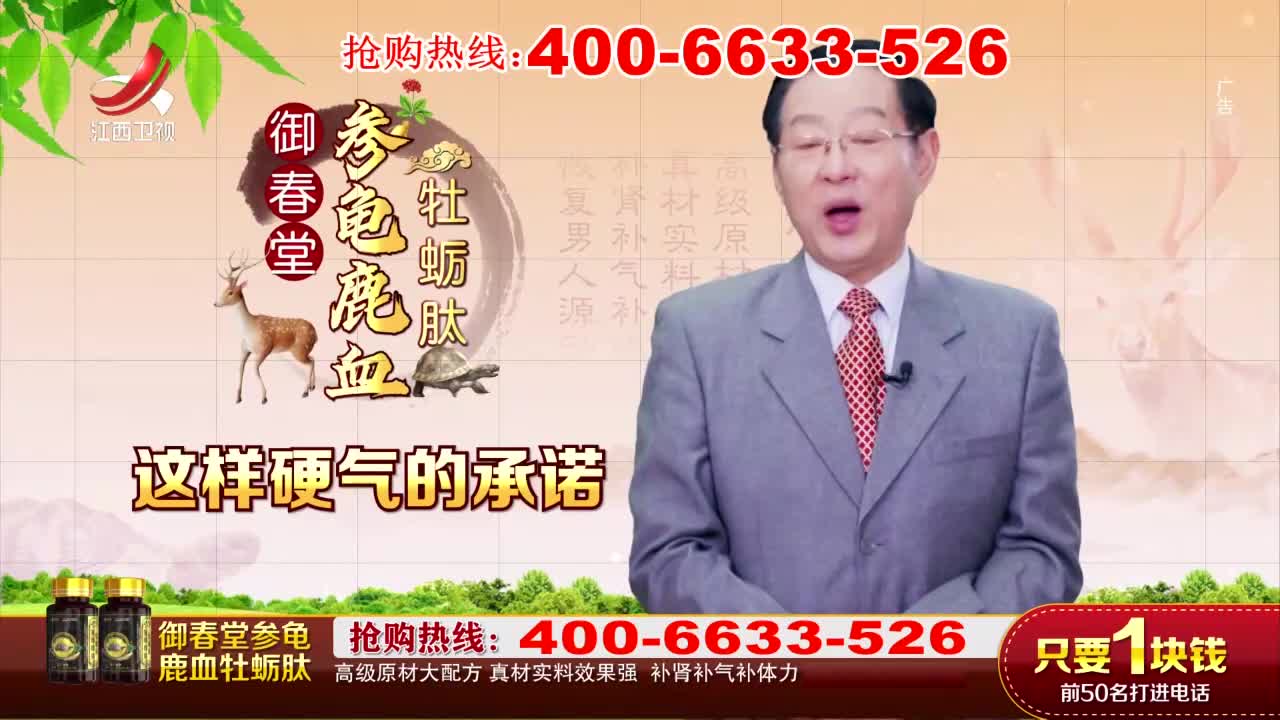 抢购热线:400-6633-526
江西卫视
广告
御春堂
参龟鹿血
牡蛎肽
高级原材
真材实料
补肾补气补
恢复男人源
这样硬气的承诺
御春堂参龟
鹿血牡蛎肽
抢购热线: 400-6633-526
高级原材大配方 真材实料效果强 补肾补气补体力
只要1块钱
前50名打进电话